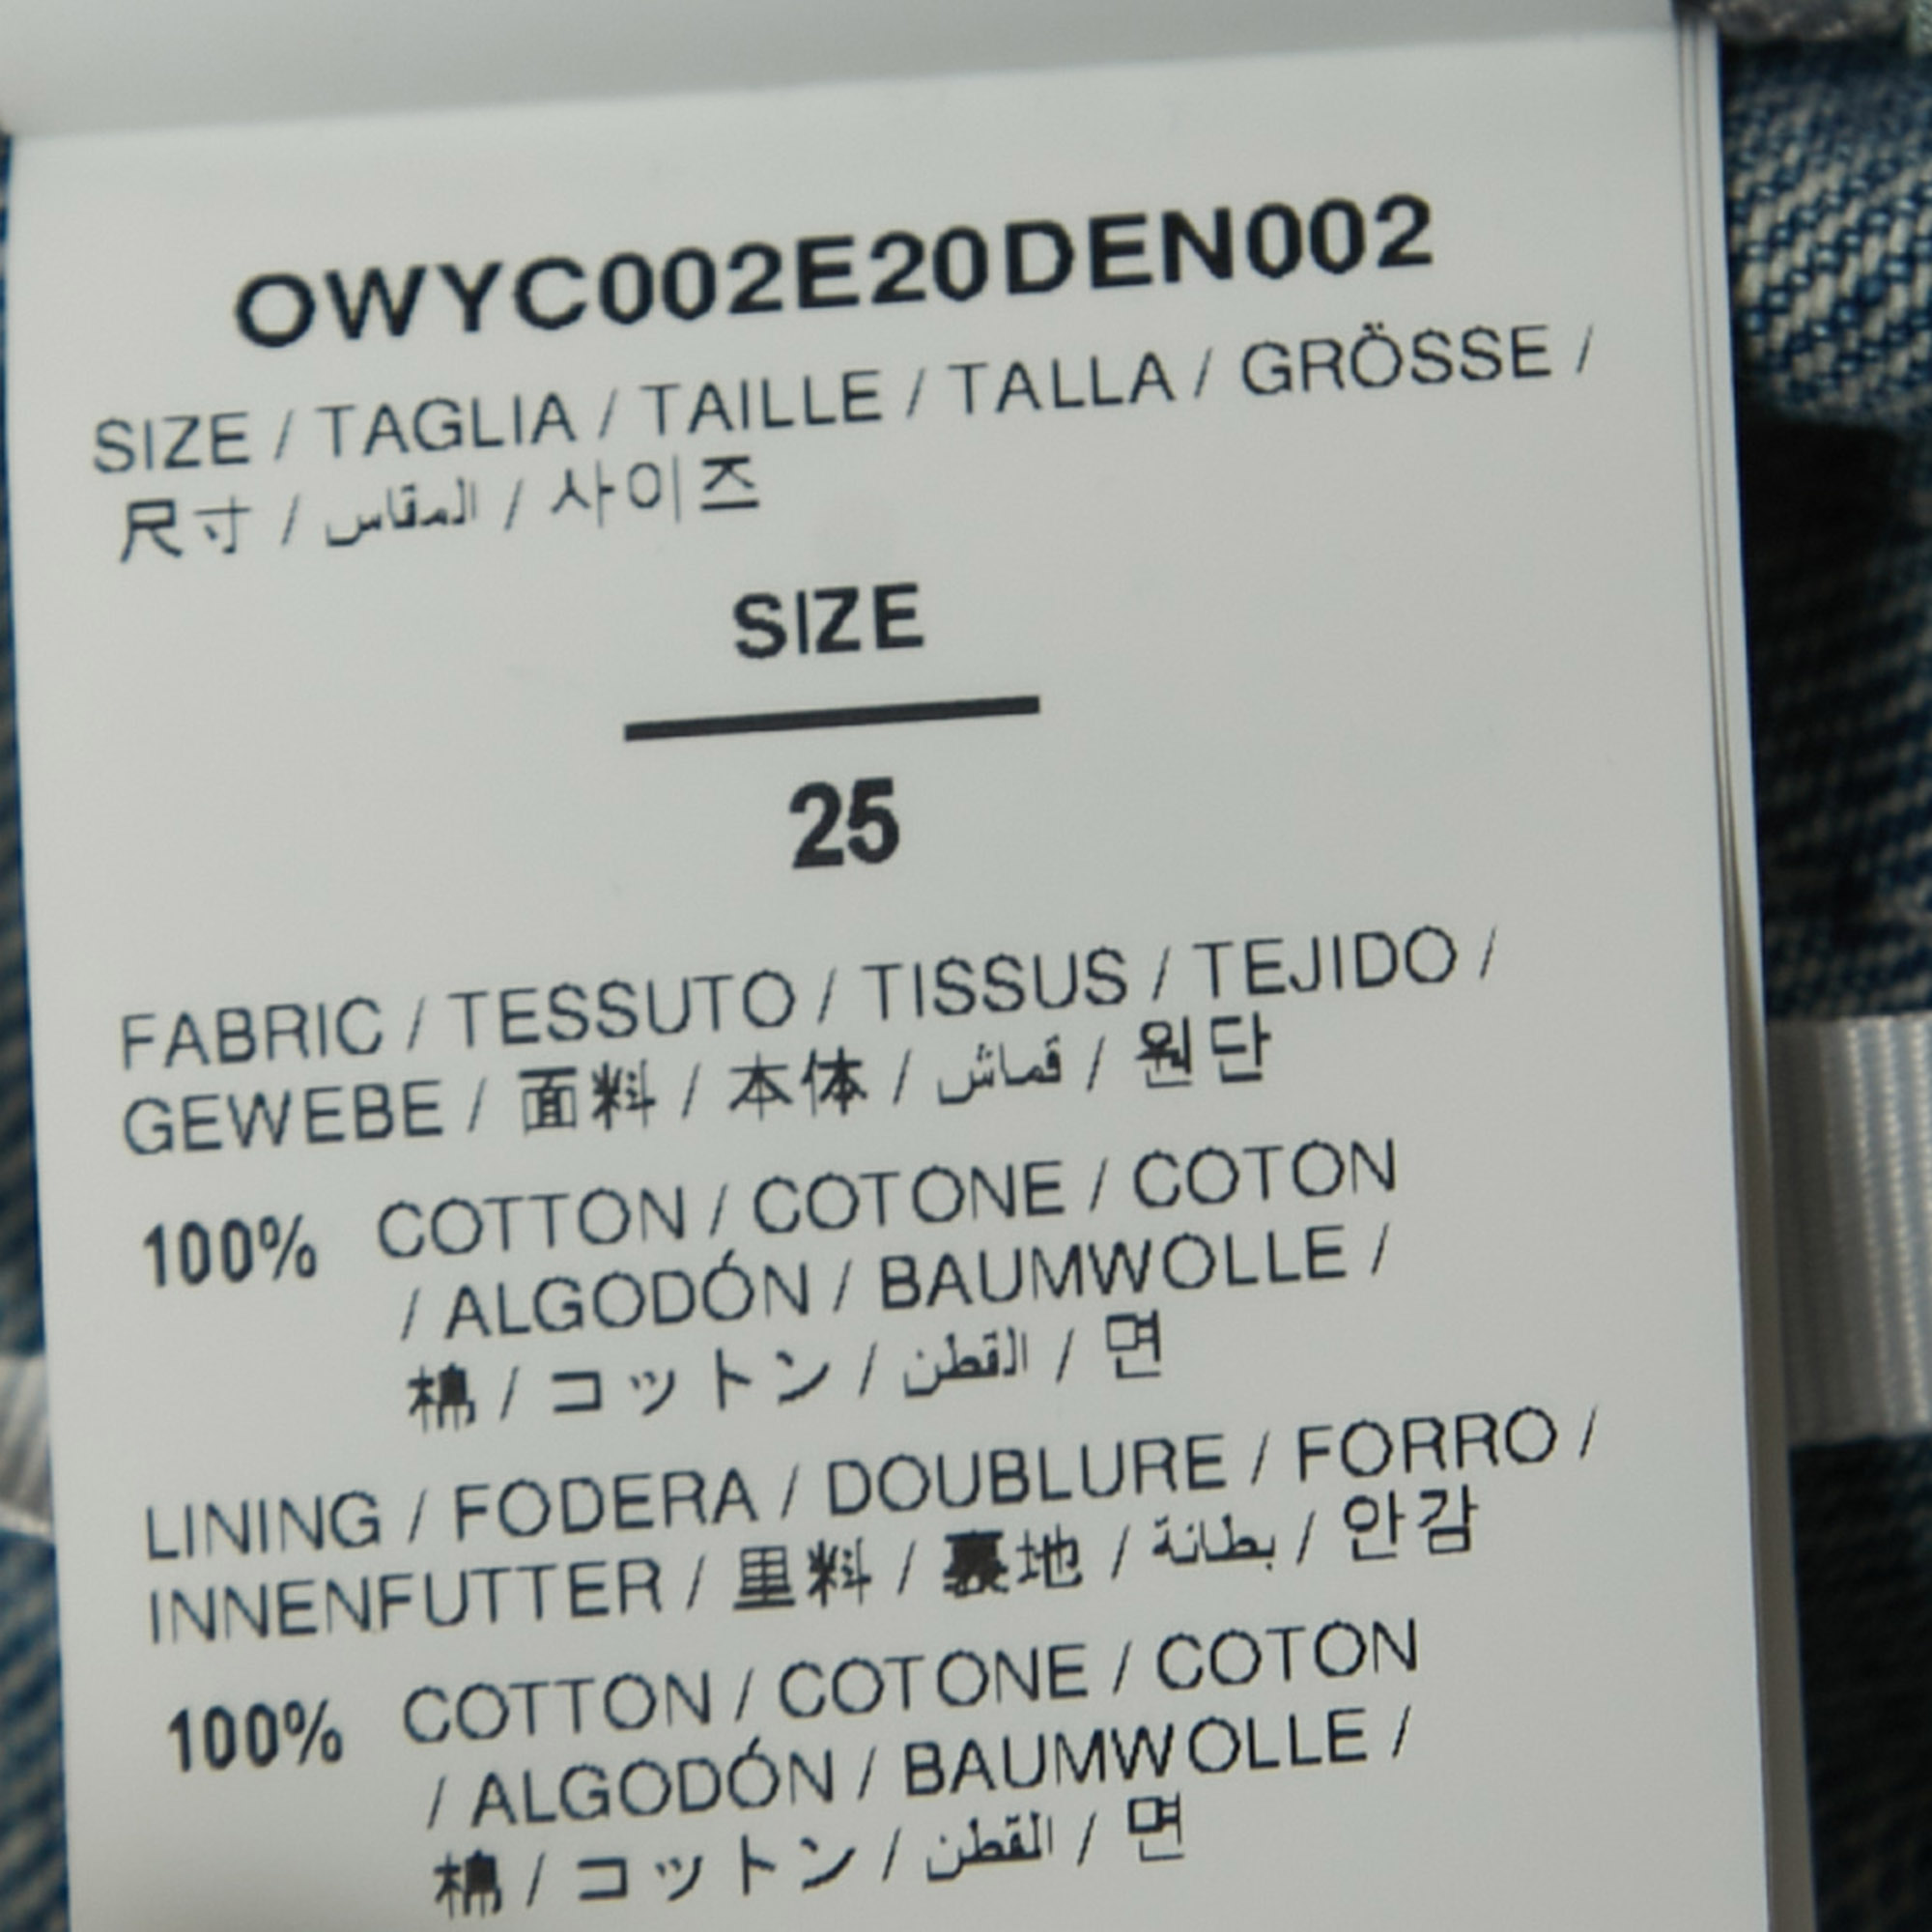 OWYC002E20DEN002
SIZE / TAGLIA / TAILLE / TALLA / GRÖSSE /
尺寸 / المقاس / 사이즈
SIZE
25
FABRIC / TESSUTO / TISSUS / TEJIDO /
GEWEBE / 面料 / 本体 / قماش / 원단
100% COTTON / COTONE / COTON
/ ALGODÓN / BAUMWOLLE /
棉 / コットン / القطن / 면
LINING / FODERA / DOUBLURE / FORRO /
INNENFUTTER / 里料 / 裏地 / بطانة / 안감
100% COTTON / COTONE / COTON
/ ALGODÓN / BAUMWOLLE /
棉 / コットン / القطن / 면